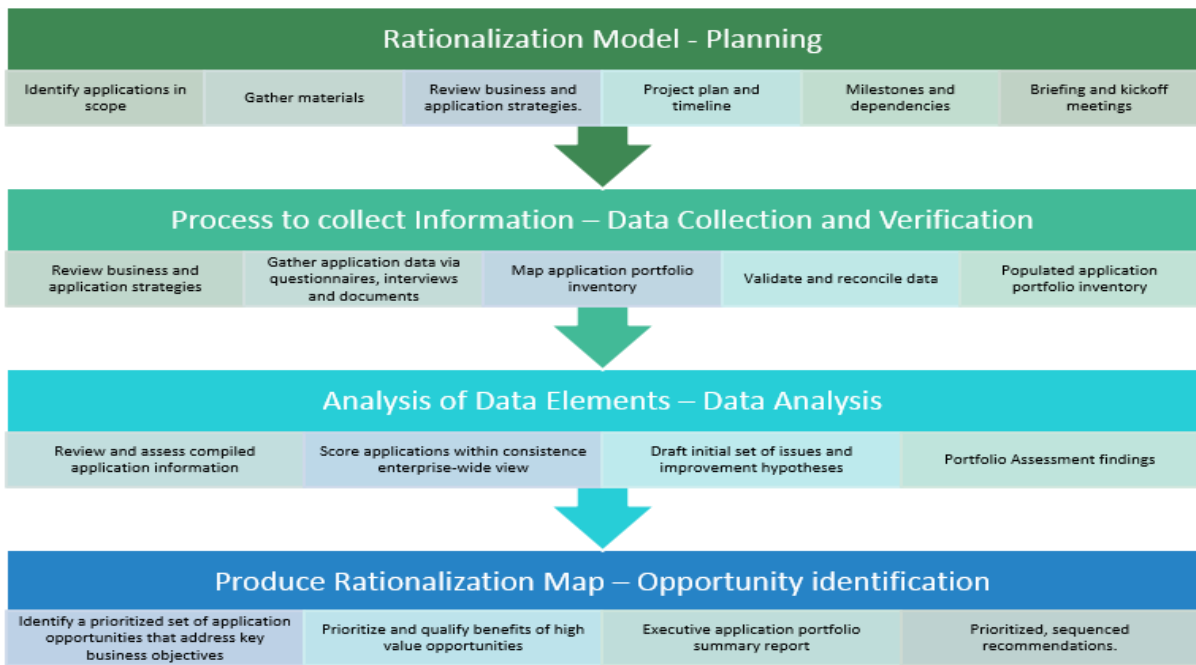 Rationalization Model - Planning
Identify applications in
scope
Gather materials
Review business and
application strategies.
Project plan and
timeline
Milestones and
dependencies
Briefing and kickoff
meetings
Process to collect Information – Data Collection and Verification
Review business and
application strategies
Gather application data via
questionnaires, interviews
and documents
Map application portfolio
inventory
Validate and reconcile data
Populated application
portfolio inventory
Analysis of Data Elements – Data Analysis
Review and assess compiled
application information
Score applications within consistence
enterprise-wide view
Draft initial set of issues and
improvement hypotheses
Portfolio Assessment findings
Produce Rationalization Map – Opportunity identification
Identify a prioritized set of application
opportunities that address key
business objectives
Prioritize and qualify benefits of high
value opportunities
Executive application portfolio
summary report
Prioritized, sequenced
recommendations.